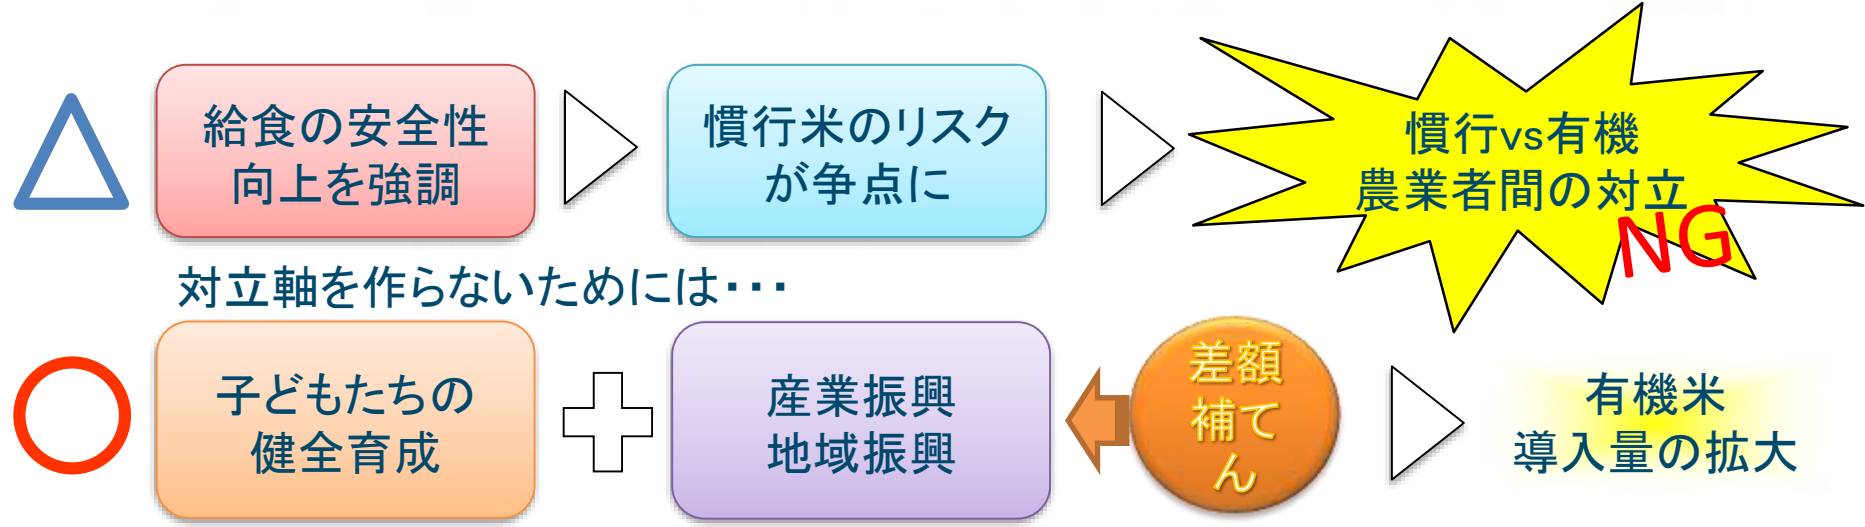 給食の安全性
向上を強調
慣行米のリスク
が争点に
慣行vs有機
農業者間の対立
NG
対立軸を作らないためには・・・
子どもたちの
健全育成
産業振興
地域振興
差額
補て
ん
有機米
導入量の拡大